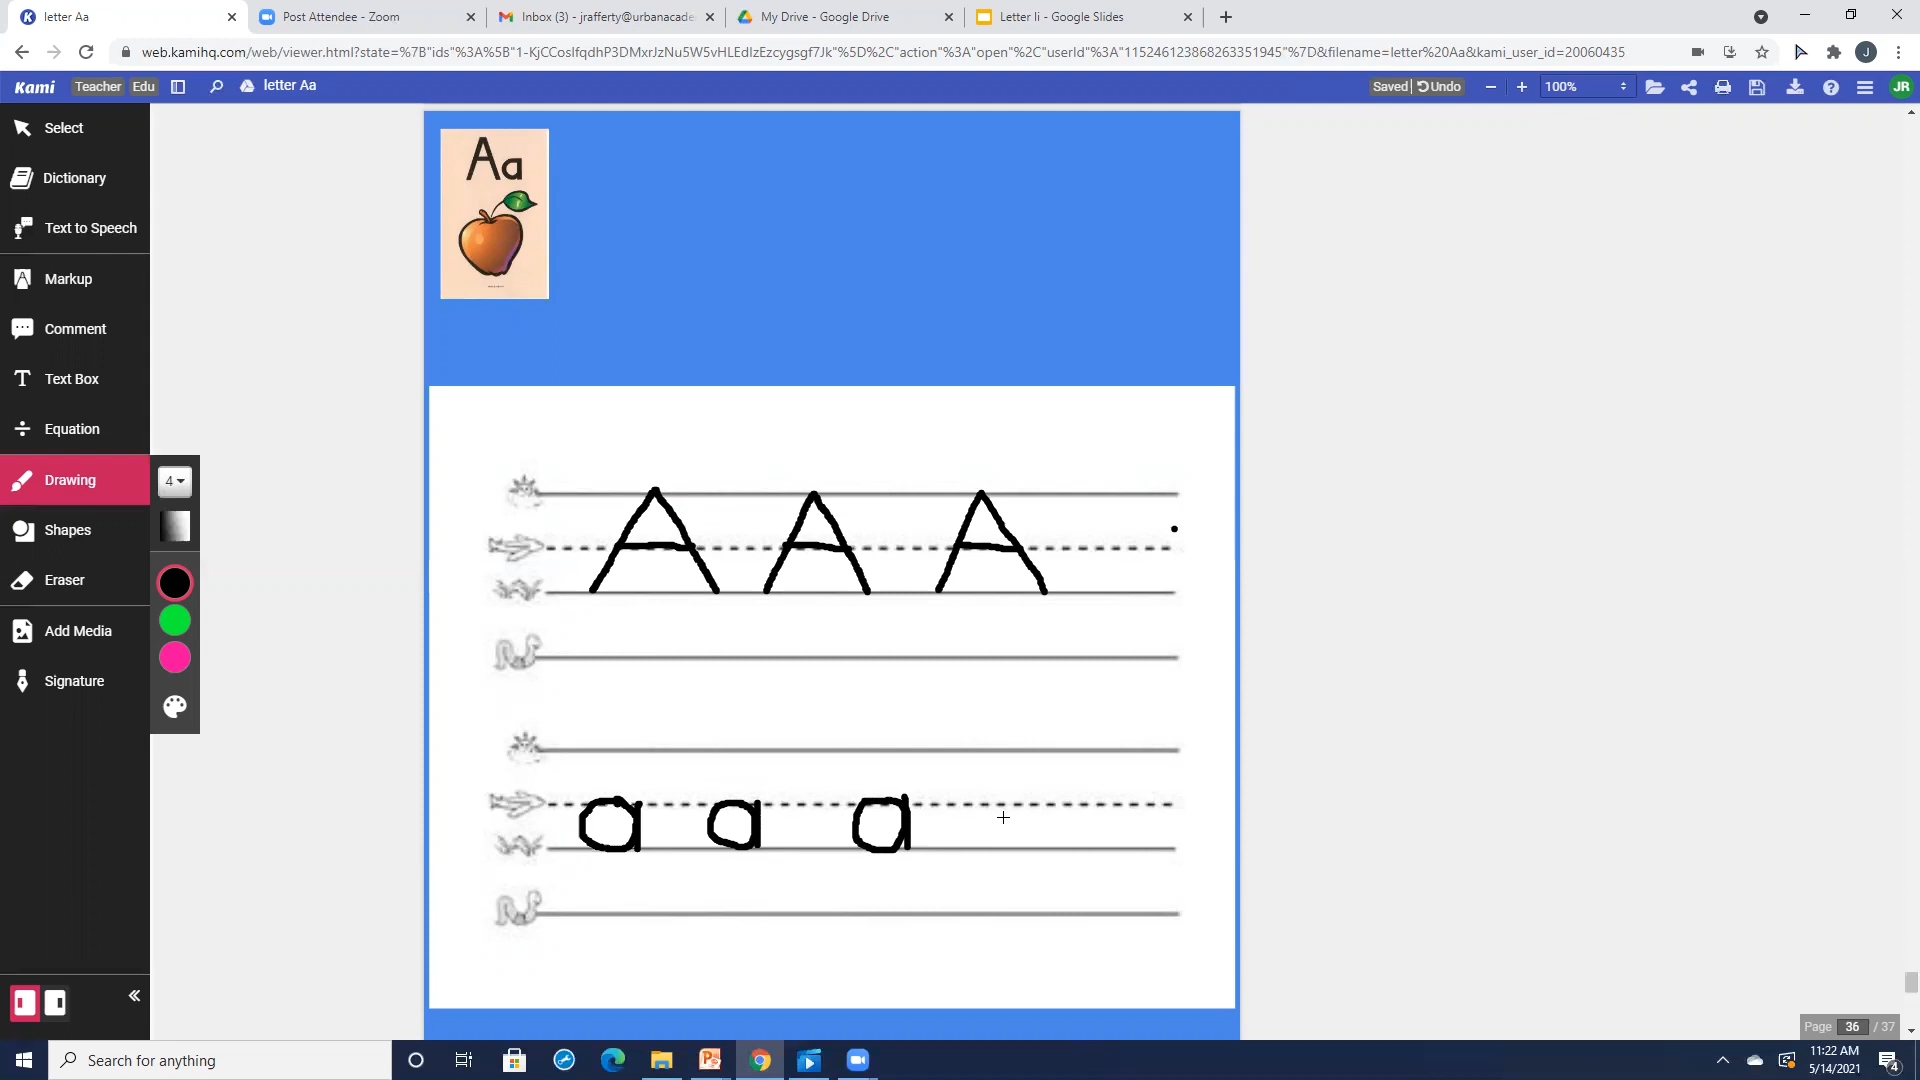 letter Aa
Post Attendee - Zoom
Inbox (3) - jrafferty@urbanacade
My Drive - Google Drive
Letter Ii - Google Slides
web.kamihq.com/web/viewer.html?state=%7B"ids"%3A%5B"1-KjCCoslfqdhP3DMxrJzNu5W5vHLEdIzEzcygsgf7Jk"%5D%2C"action"%3A"open"%2C"userId"%3A"115246123868263351945"%7D&filename=letter%20Aa&kami_user_id=20060435
J
Kami
Teacher
Edu
letter Aa
Saved
Undo
100%
JR
Select
Dictionary
Text to Speech
Markup
Comment
Text Box
Equation
Drawing
4
Shapes
Eraser
Add Media
Signature
Aa
A A A
a a a
Page 36 / 37
Search for anything
11:22 AM
5/14/2021
4